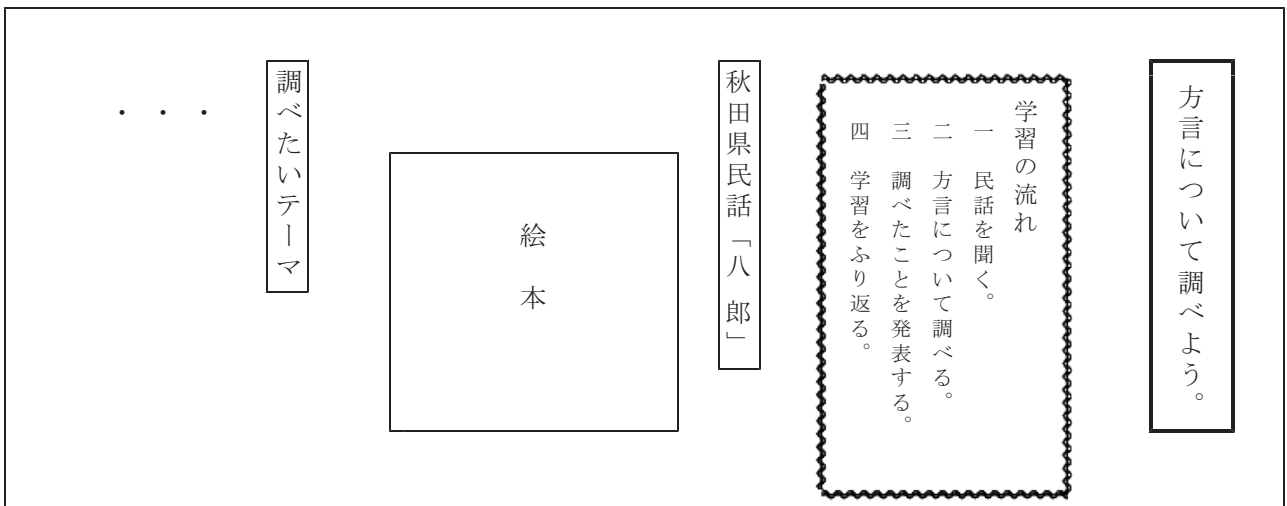 方言について調べよう。
学習の流れ
一 民話を聞く。
二 方言について調べる。
三 調べたことを発表する。
四 学習をふり返る。
秋田県民話「八郎」
絵本
調べたいテーマ
・
・
・